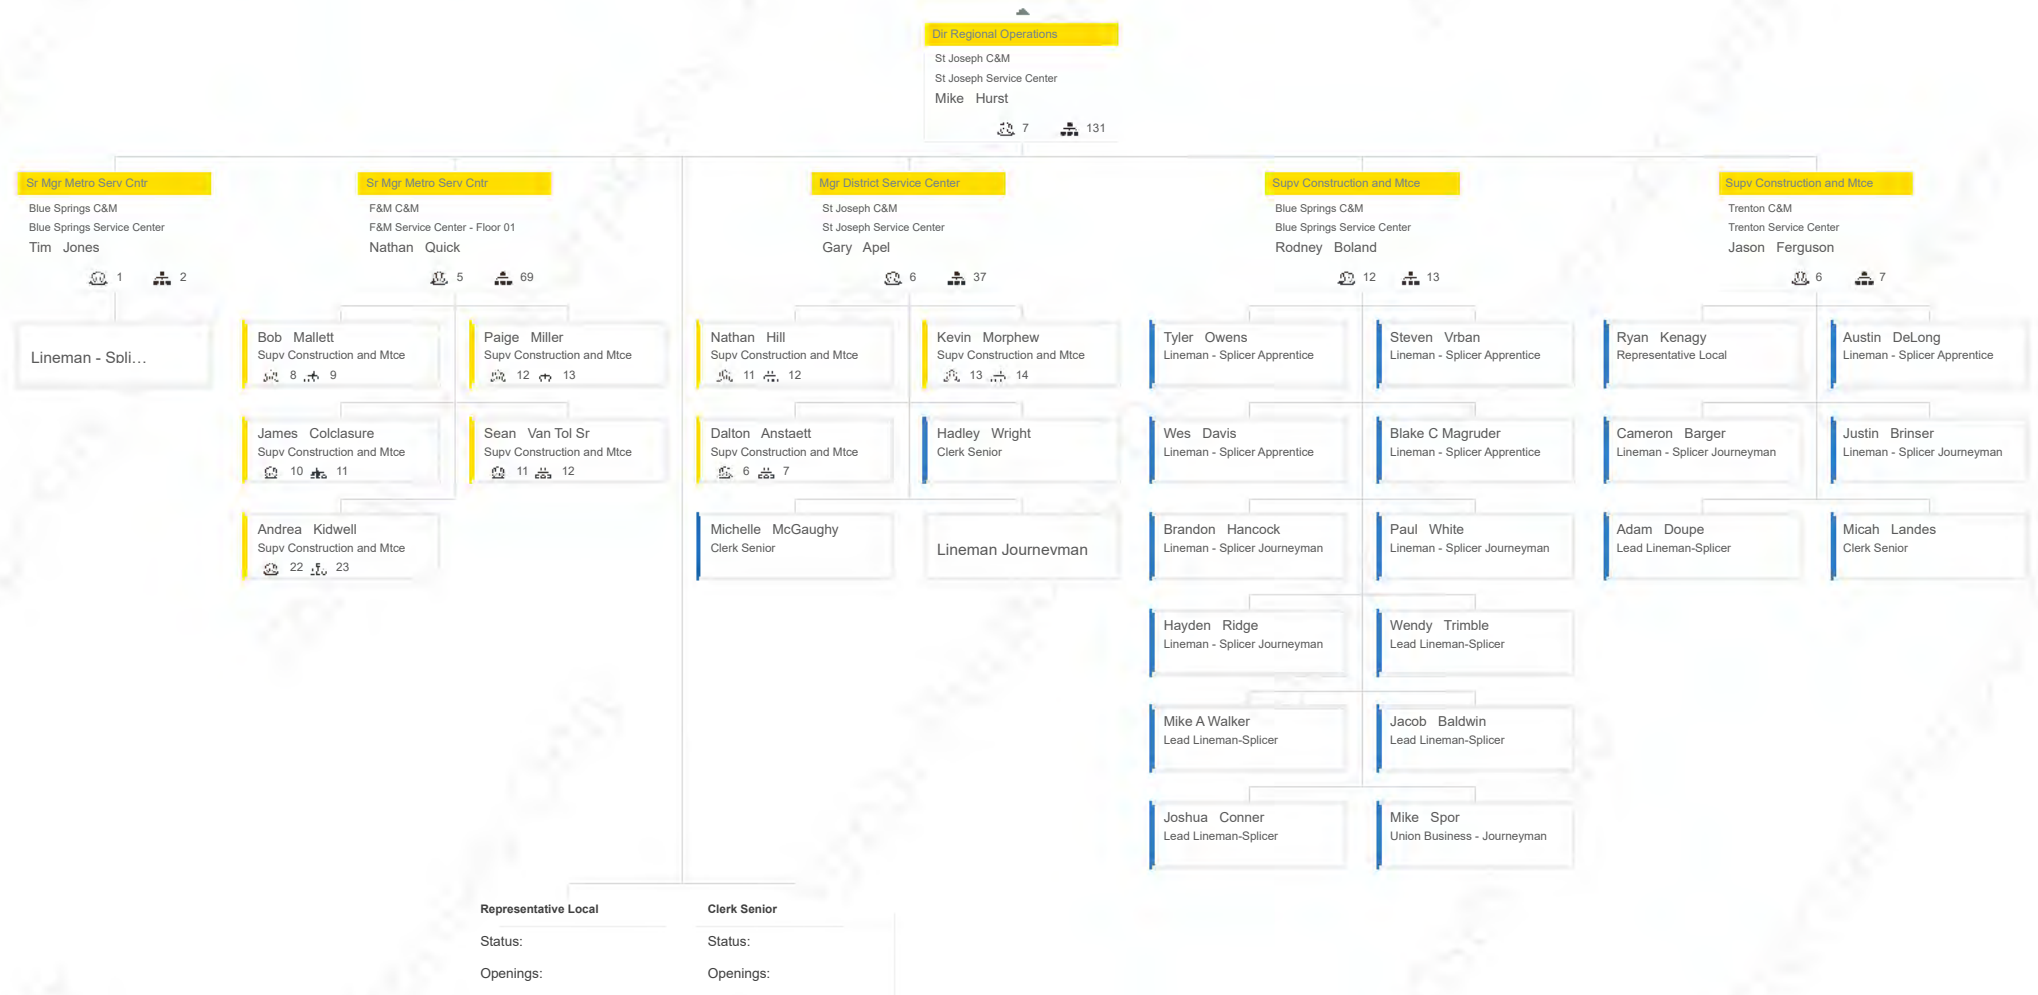 Dir Regional Operations
St Joseph C&M
St Joseph Service Center
Mike Hurst
7 131
Sr Mgr Metro Serv Cntr
Blue Springs C&M
Blue Springs Service Center
Tim Jones
1 2
Lineman - Spli…
Sr Mgr Metro Serv Cntr
F&M C&M
F&M Service Center - Floor 01
Nathan Quick
5 69
Bob Mallett
Supv Construction and Mtce
8 9
Paige Miller
Supv Construction and Mtce
12 13
James Colclasure
Supv Construction and Mtce
10 11
Sean Van Tol Sr
Supv Construction and Mtce
11 12
Andrea Kidwell
Supv Construction and Mtce
22 23
Mgr District Service Center
St Joseph C&M
St Joseph Service Center
Gary Apel
6 37
Nathan Hill
Supv Construction and Mtce
11 12
Kevin Morphew
Supv Construction and Mtce
13 14
Dalton Anstaett
Supv Construction and Mtce
6 7
Hadley Wright
Clerk Senior
Michelle McGaughy
Clerk Senior
Lineman Journeyman
Supv Construction and Mtce
Blue Springs C&M
Blue Springs Service Center
Rodney Boland
12 13
Tyler Owens
Lineman - Splicer Apprentice
Steven Vrban
Lineman - Splicer Apprentice
Wes Davis
Lineman - Splicer Apprentice
Blake C Magruder
Lineman - Splicer Apprentice
Brandon Hancock
Lineman - Splicer Journeyman
Paul White
Lineman - Splicer Journeyman
Hayden Ridge
Lineman - Splicer Journeyman
Wendy Trimble
Lead Lineman-Splicer
Mike A Walker
Lead Lineman-Splicer
Jacob Baldwin
Lead Lineman-Splicer
Joshua Conner
Lead Lineman-Splicer
Mike Spor
Union Business - Journeyman
Supv Construction and Mtce
Trenton C&M
Trenton Service Center
Jason Ferguson
6 7
Ryan Kenagy
Representative Local
Austin DeLong
Lineman - Splicer Apprentice
Cameron Barger
Lineman - Splicer Journeyman
Justin Brinser
Lineman - Splicer Journeyman
Adam Doupe
Lead Lineman-Splicer
Micah Landes
Clerk Senior
Representative Local
Status:
Openings:
Clerk Senior
Status:
Openings: